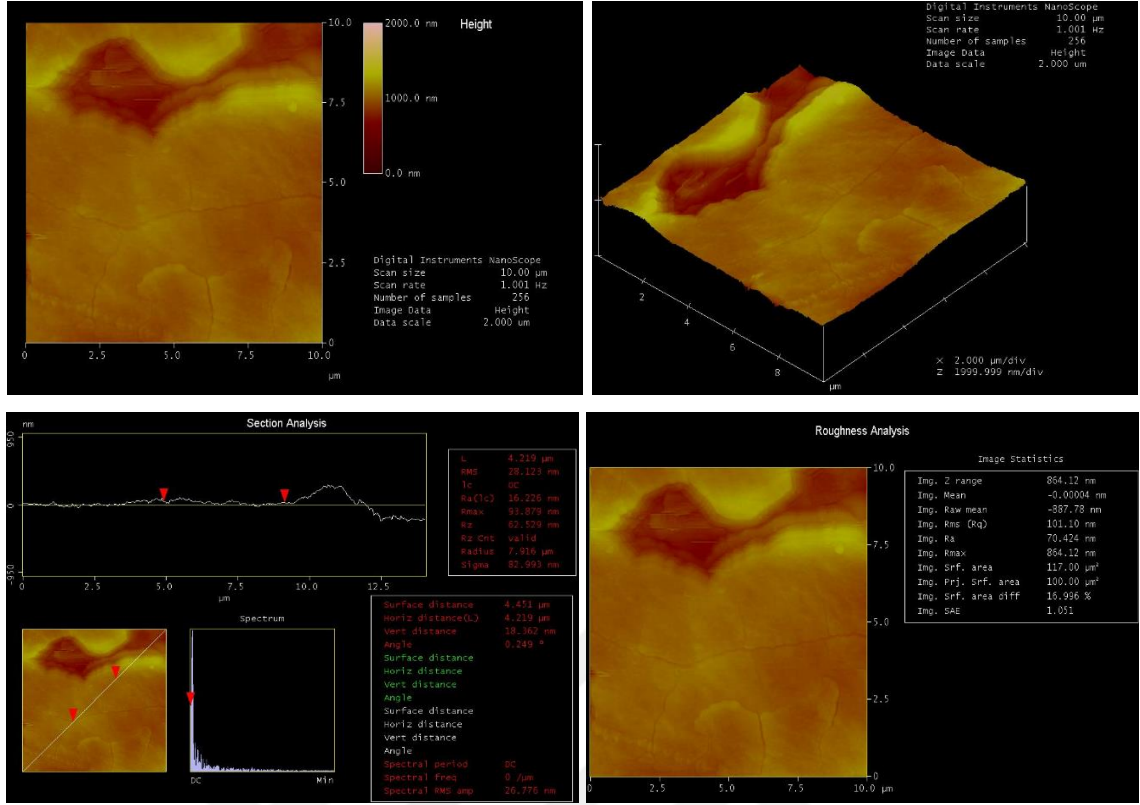 Height
2000.0 nm
1000.0 nm
0.0 nm
10.0
7.5
5.0
2.5
0
0 2.5 5.0 7.5 10.0
µm
Digital Instruments NanoScope
Scan size 10.00 µm
Scan rate 1.001 Hz
Number of samples 256
Image Data Height
Data scale 2.000 um
Digital Instruments NanoScope
Scan size 10.00 µm
Scan rate 1.001 Hz
Number of samples 256
Image Data Height
Data scale 2.000 um
2
4
6
8
µm
X 2.000 µm/div
Z 1999.999 nm/div
Section Analysis
nm
950
0
-950
0 2.5 5.0 7.5 10.0 12.5
µm
L 4.219 µm
RMS 28.123 nm
lc DC
Ra(lc) 16.226 nm
Rmax 93.879 nm
Rz 62.529 nm
Rz Cnt valid
Radius 7.916 µm
Sigma 82.993 nm
Spectrum
DC Min
Surface distance 4.451 µm
Horiz distance(L) 4.219 µm
Vert distance 18.362 nm
Angle 0.249 °
Surface distance
Horiz distance
Vert distance
Angle
Surface distance
Horiz distance
Vert distance
Angle
Spectral period DC
Spectral freq 0 /µm
Spectral RMS amp 26.776 nm
Roughness Analysis
10.0
7.5
5.0
2.5
0
0 2.5 5.0 7.5 10.0 µm
Image Statistics
Img. Z range 864.12 nm
Img. Mean -0.00004 nm
Img. Raw mean -887.78 nm
Img. Rms (Rq) 101.10 nm
Img. Ra 70.424 nm
Img. Rmax 864.12 nm
Img. Srf. area 117.00 µm²
Img. Prj. Srf. area 100.00 µm²
Img. Srf. area diff 16.996 %
Img. SAE 1.051